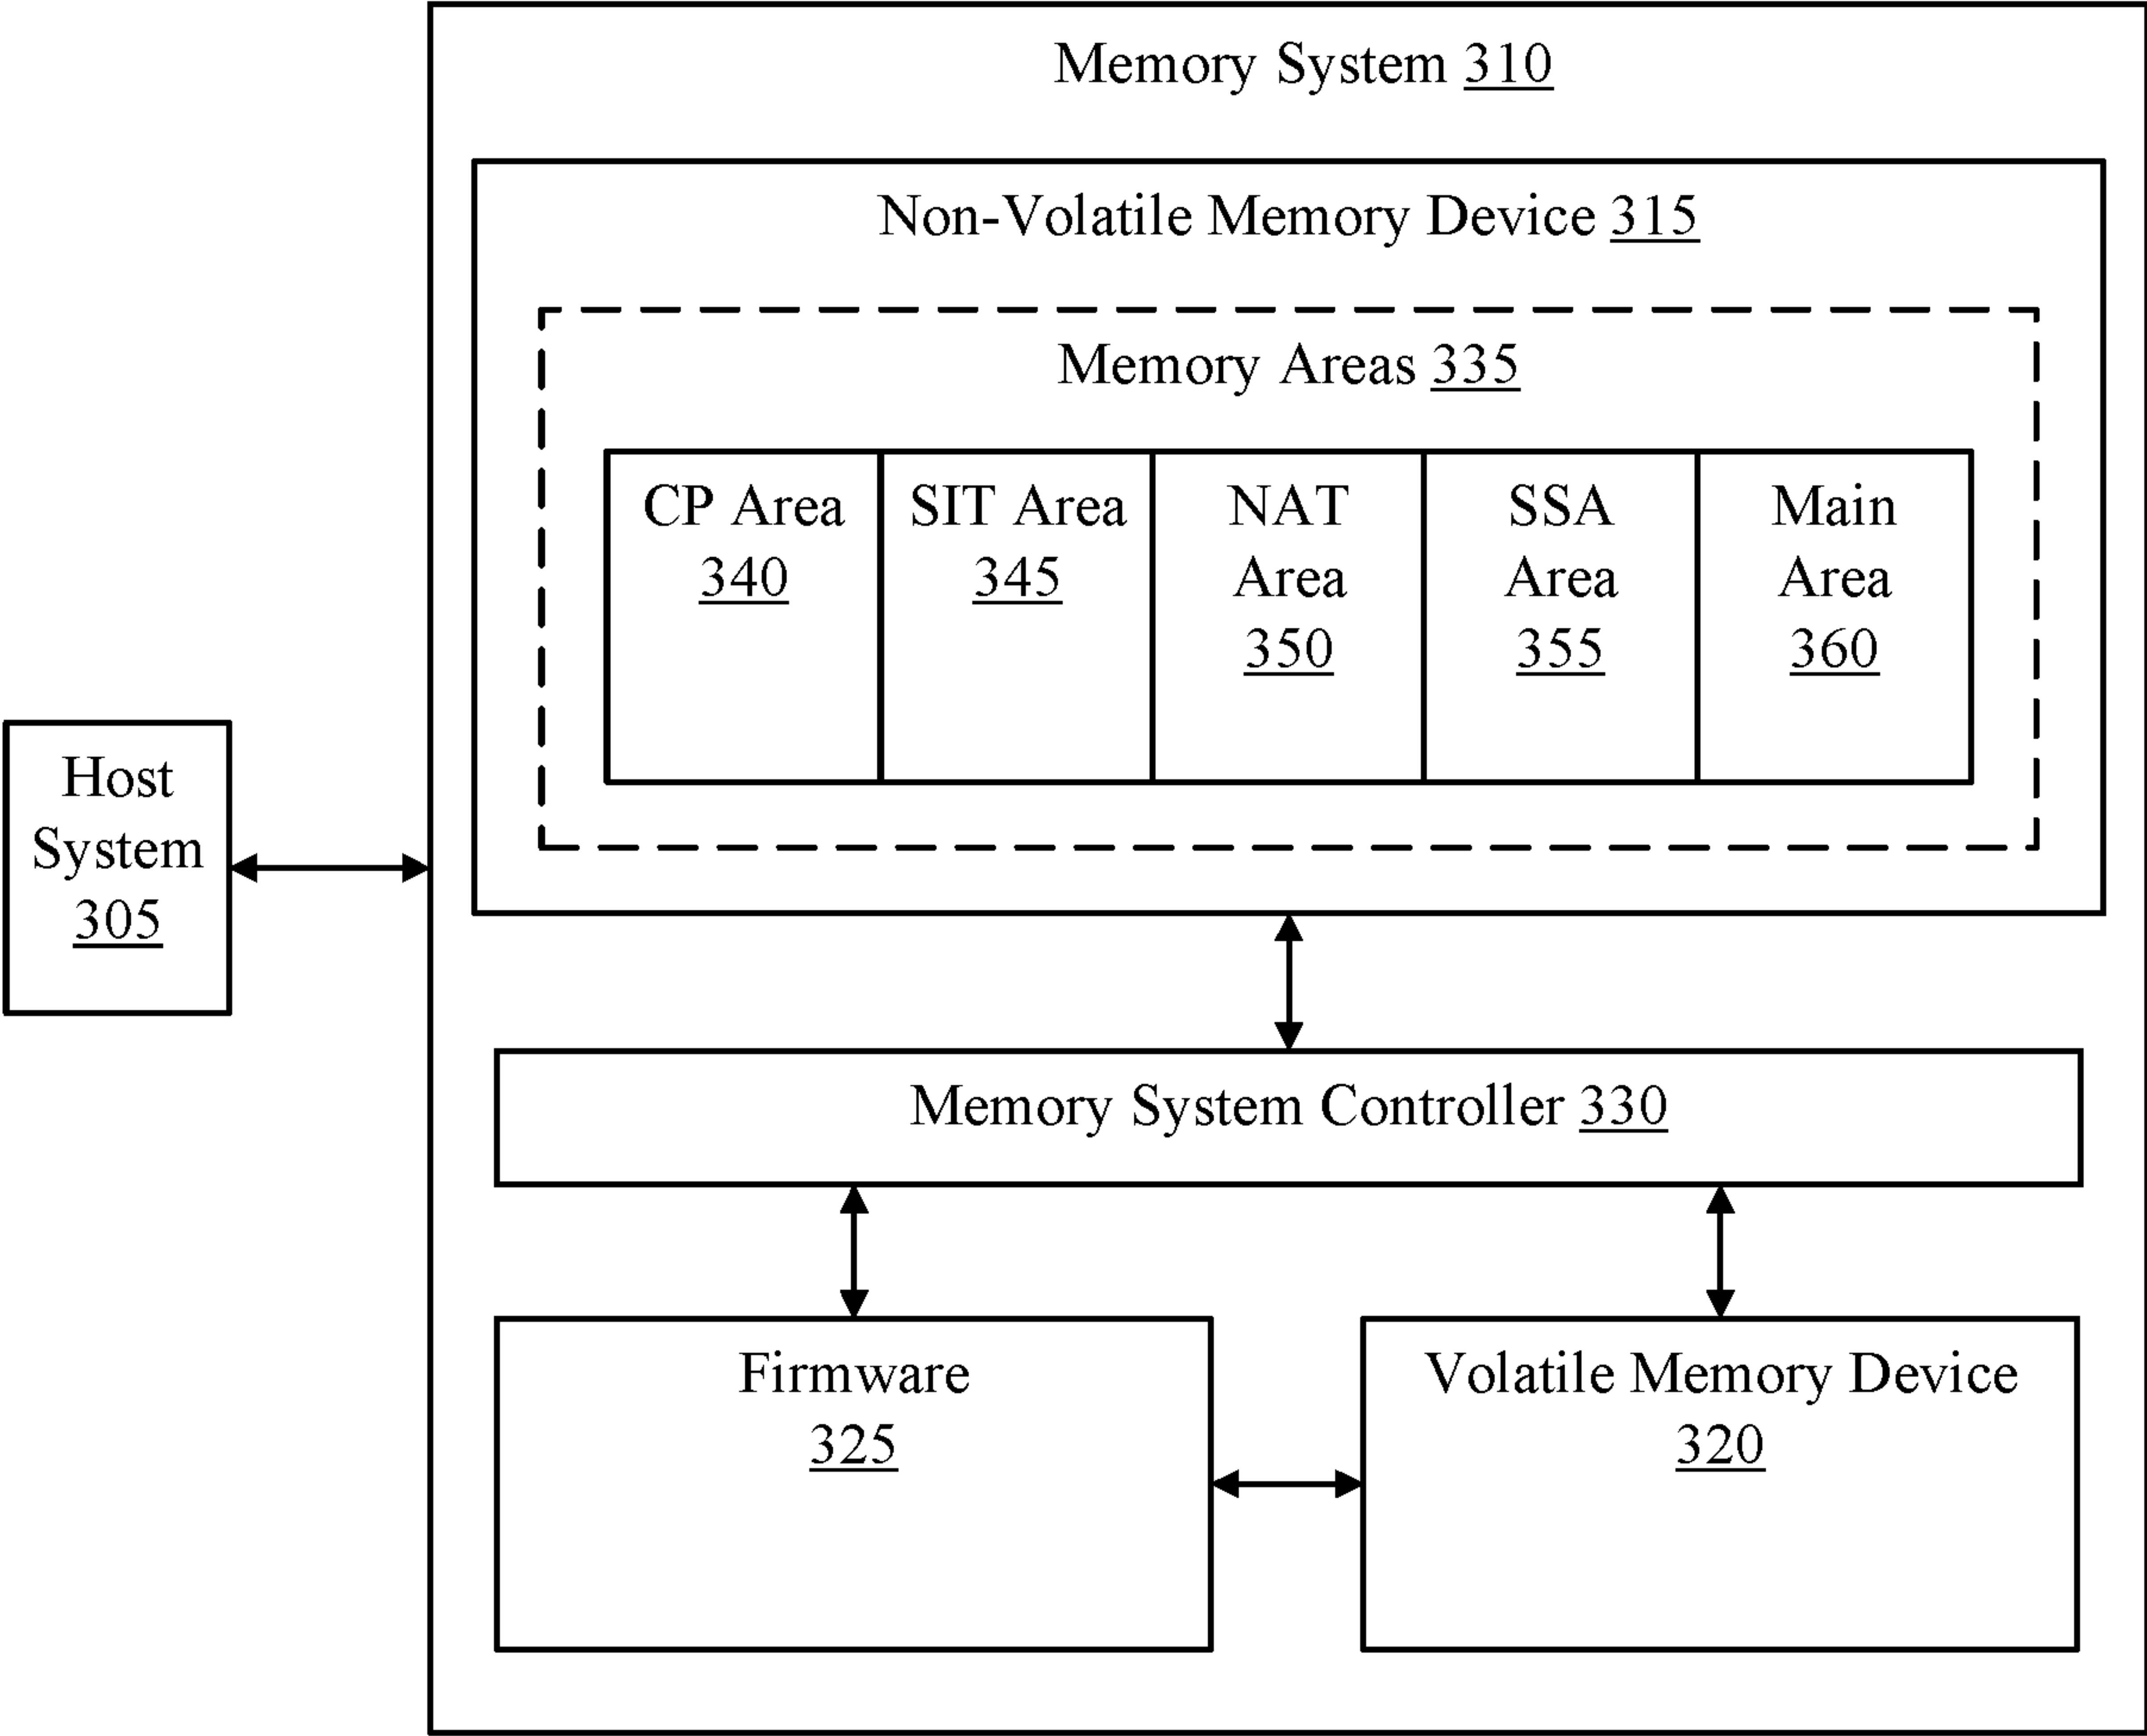 Memory System 310
Non-Volatile Memory Device 315
Memory Areas 335
CP Area
340
SIT Area
345
NAT
Area
350
SSA
Area
355
Main
Area
360
Host
System
305
Memory System Controller 330
Firmware
325
Volatile Memory Device
320